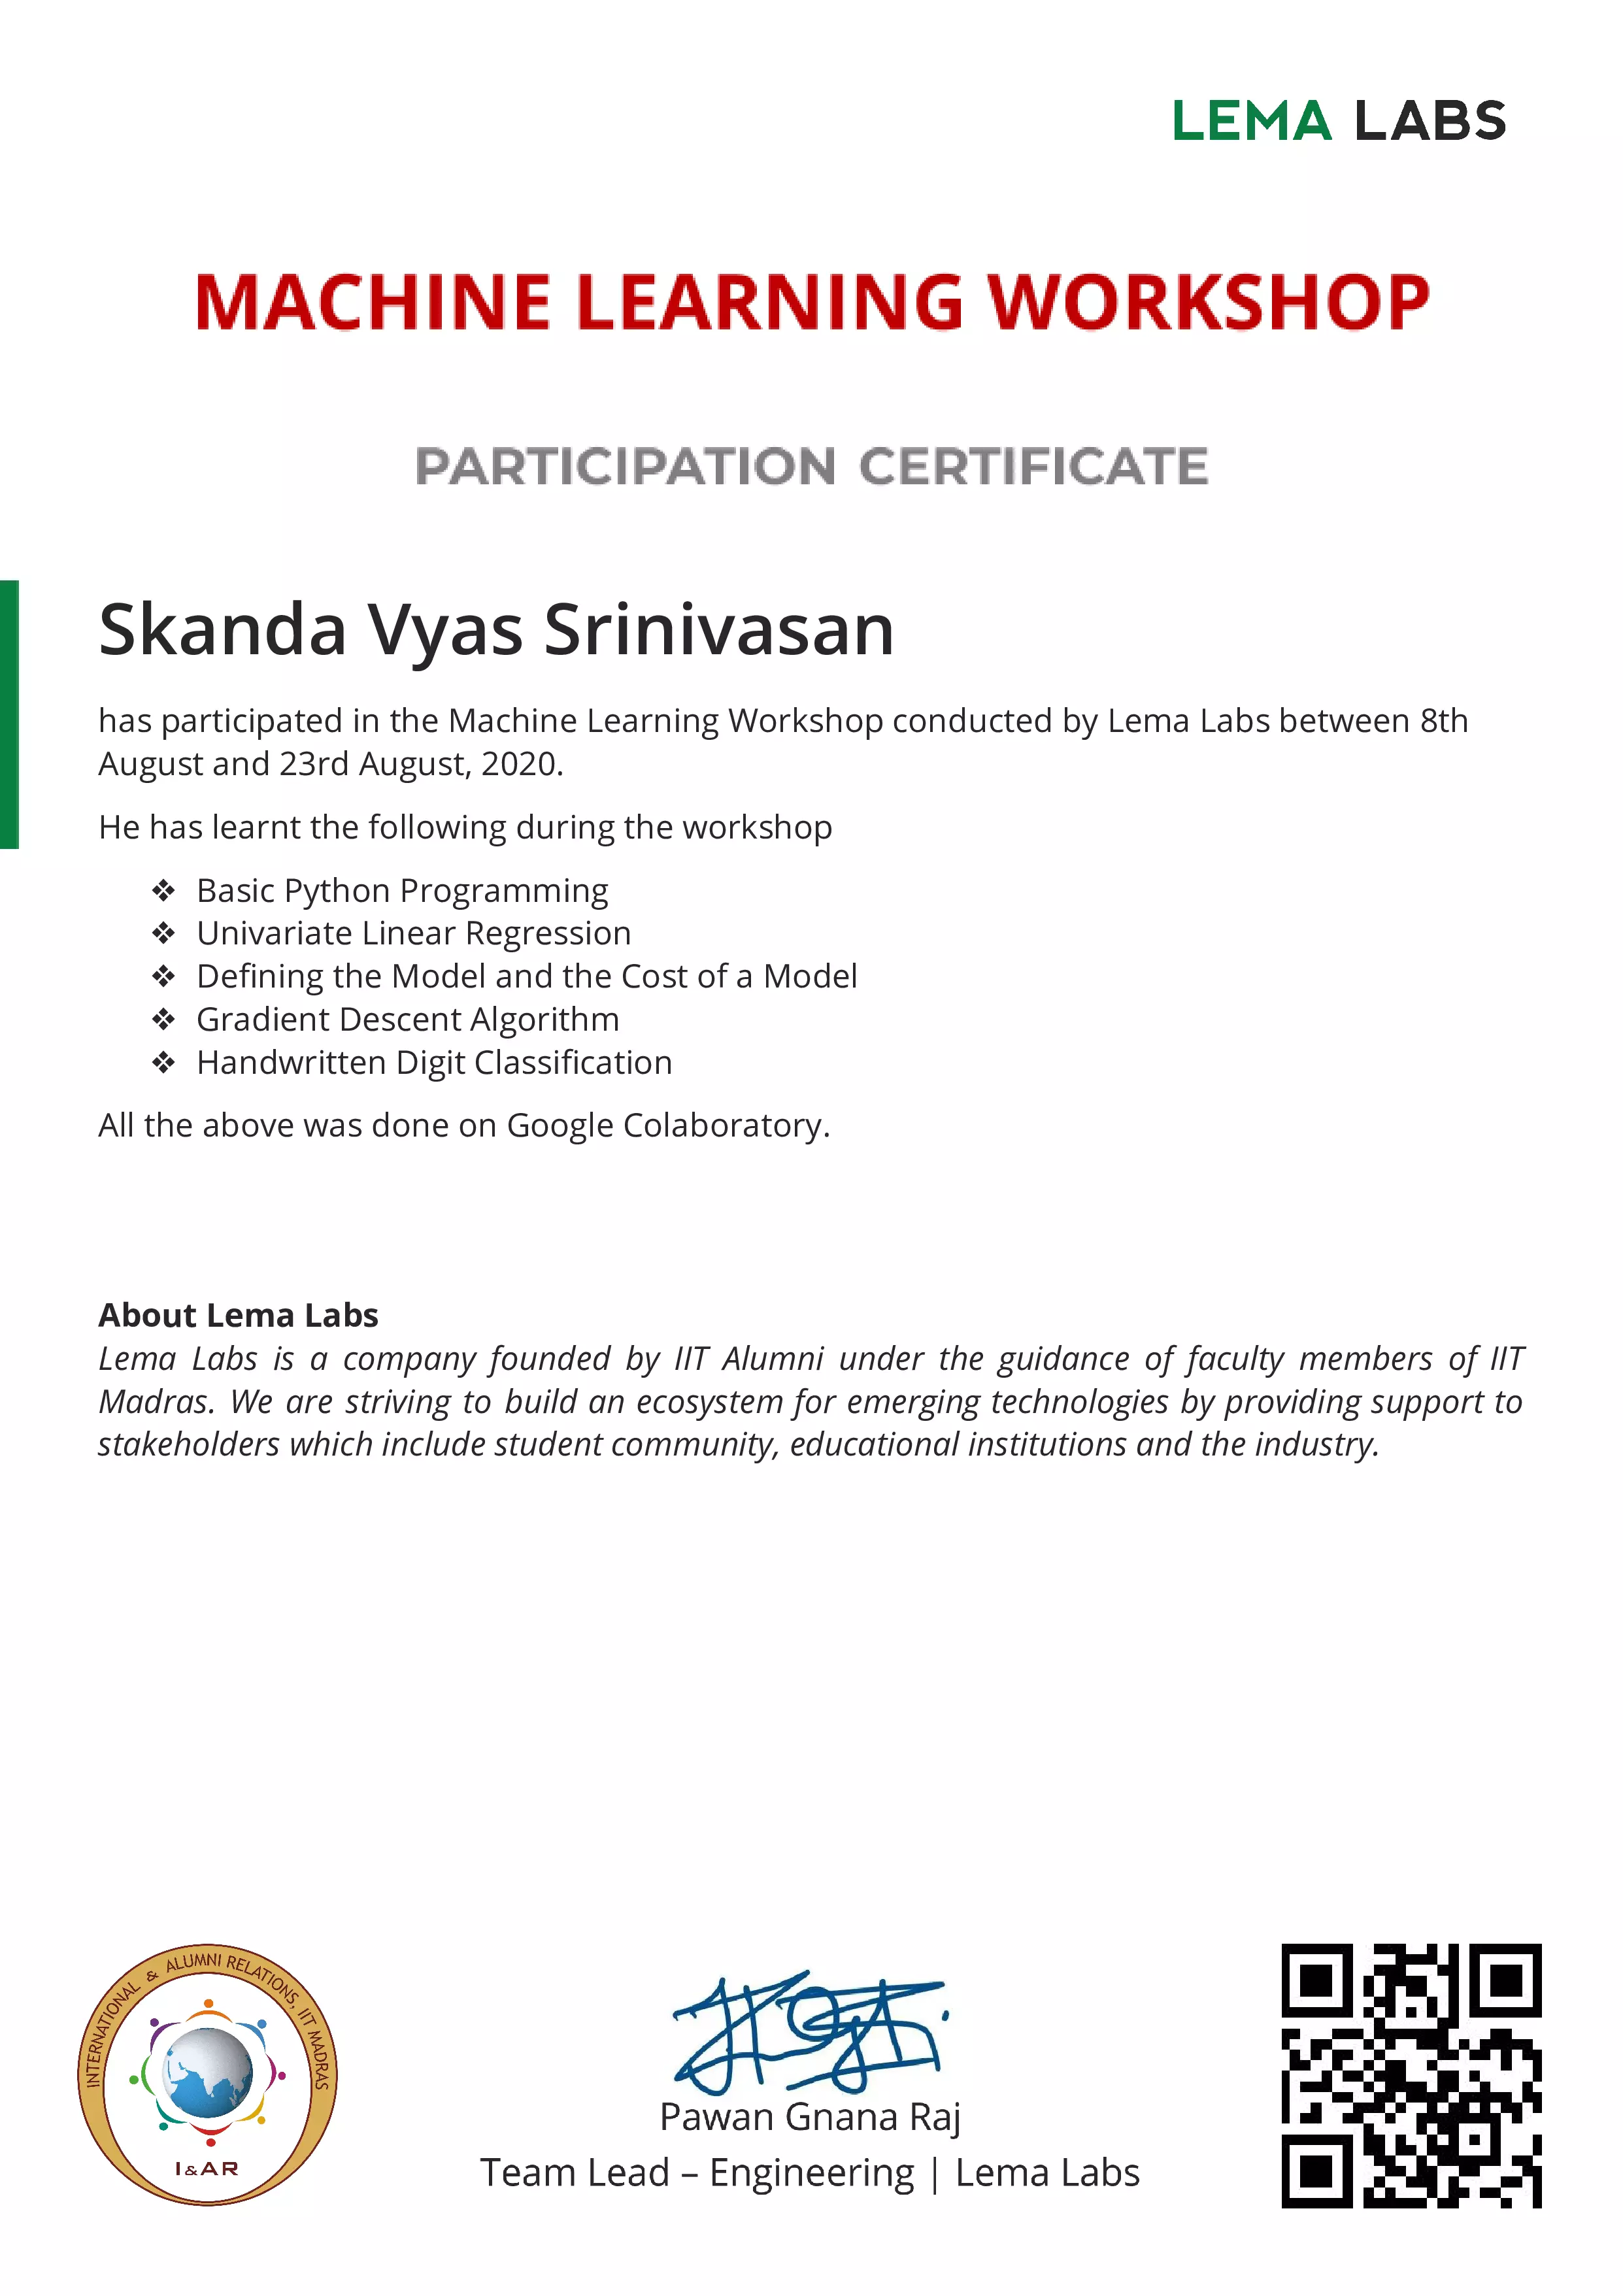 LEMA LABS
MACHINE LEARNING WORKSHOP
PARTICIPATION CERTIFICATE
Skanda Vyas Srinivasan
has participated in the Machine Learning Workshop conducted by Lema Labs between 8th
August and 23rd August, 2020.
He has learnt the following during the workshop
❖ Basic Python Programming
❖ Univariate Linear Regression
❖ Defining the Model and the Cost of a Model
❖ Gradient Descent Algorithm
❖ Handwritten Digit Classification
All the above was done on Google Colaboratory.
About Lema Labs
Lema Labs is a company founded by IIT Alumni under the guidance of faculty members of IIT
Madras. We are striving to build an ecosystem for emerging technologies by providing support to
stakeholders which include student community, educational institutions and the industry.
INTERNATIONAL & ALUMNI RELATIONS, IIT MADRAS
I&AR
Pawan Gnana Raj
Team Lead – Engineering | Lema Labs